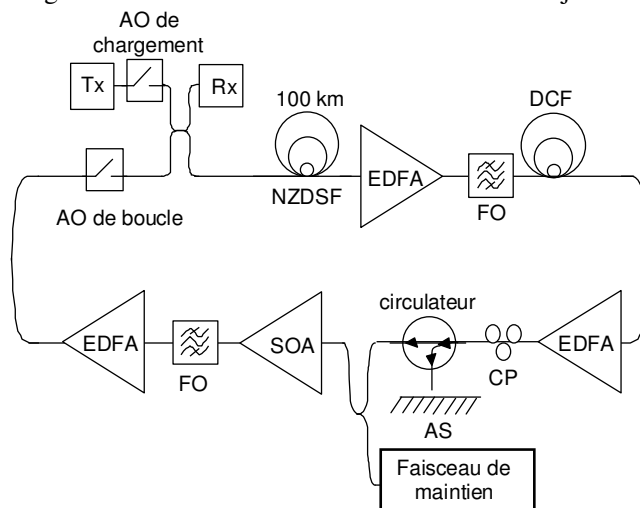 AO de
chargement
Tx
Rx
100 km
NZDSF
EDFA
FO
DCF
AO de boucle
EDFA
FO
SOA
circulateur
AS
CP
EDFA
Faisceau de
maintien